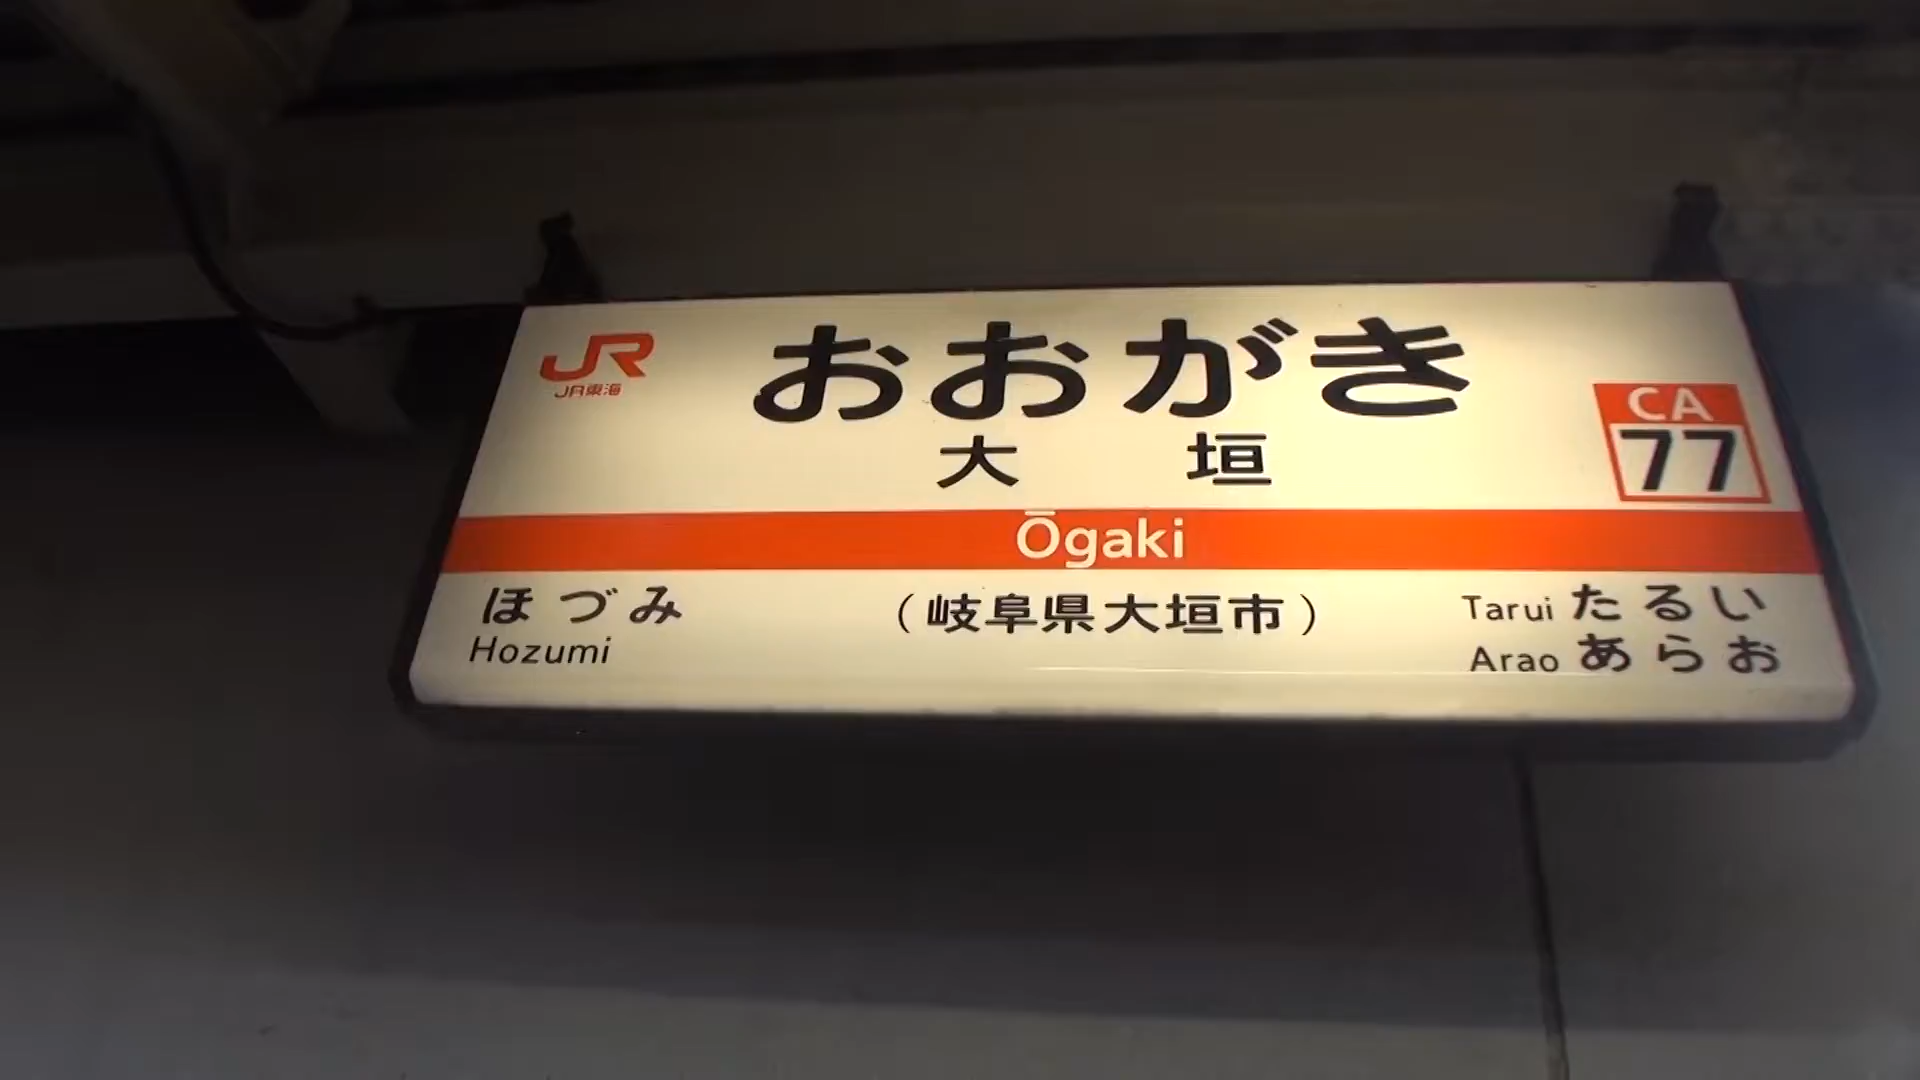 JR
JR東海
おおがき
大垣
CA
77
Ōgaki
ほづみ
Hozumi
（岐阜県大垣市）
Tarui たるい
Arao あらお